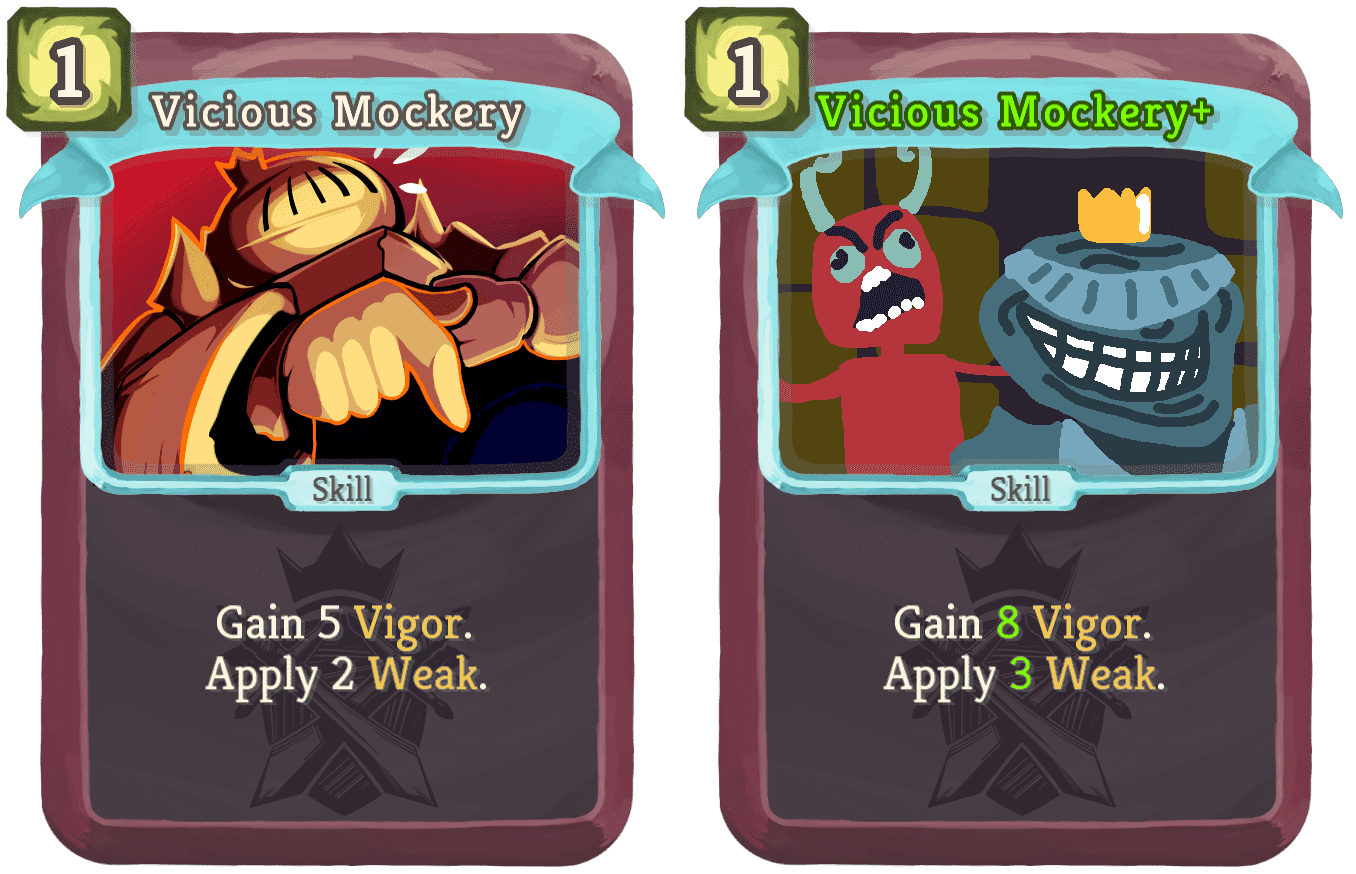 1
Vicious Mockery
Skill
Gain 5 Vigor.
Apply 2 Weak.
1
Vicious Mockery+
Skill
Gain 8 Vigor.
Apply 3 Weak.